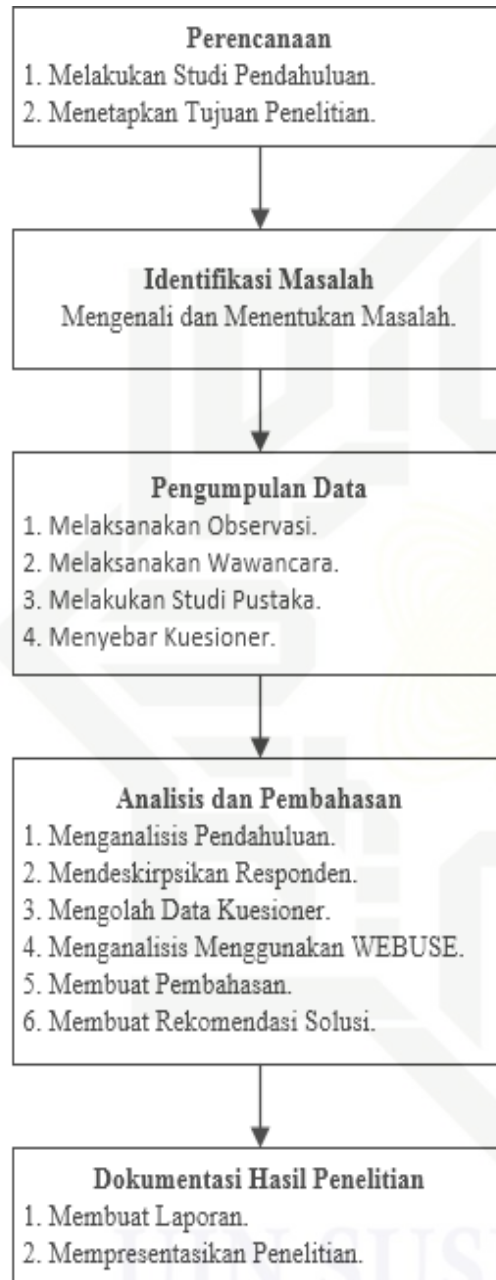 Perencanaan
1. Melakukan Studi Pendahuluan.
2. Menetapkan Tujuan Penelitian.
Identifikasi Masalah
Mengenali dan Menentukan Masalah.
Pengumpulan Data
1. Melaksanakan Observasi.
2. Melaksanakan Wawancara.
3. Melakukan Studi Pustaka.
4. Menyebar Kuesioner.
Analisis dan Pembahasan
1. Menganalisis Pendahuluan.
2. Mendeskirpsikan Responden.
3. Mengolah Data Kuesioner.
4. Menganalisis Menggunakan WEBUSE.
5. Membuat Pembahasan.
6. Membuat Rekomendasi Solusi.
Dokumentasi Hasil Penelitian
1. Membuat Laporan.
2. Mempresentasikan Penelitian.